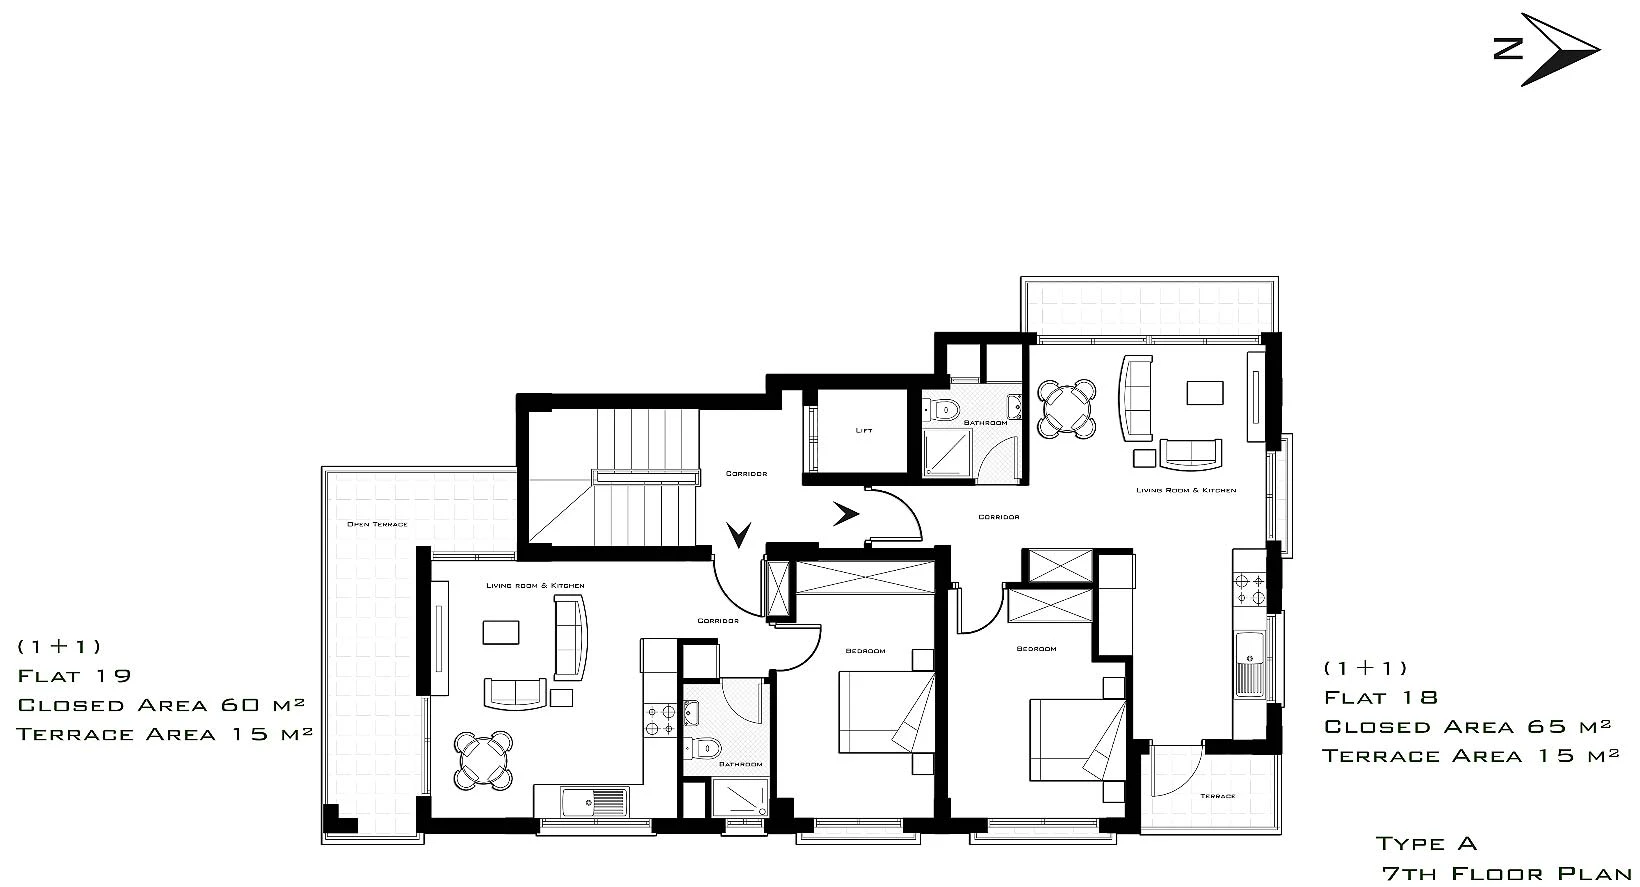 N
Lift
Bathroom
Corridor
Living Room & Kitchen
Corridor
Open Terrace
Living room & Kitchen
Corridor
Bedroom
Bedroom
Bathroom
Terrace
(1+1)
Flat 19
Closed Area 60 m²
Terrace Area 15 m²
(1+1)
Flat 18
Closed Area 65 m²
Terrace Area 15 m²
Type A
7th Floor Plan